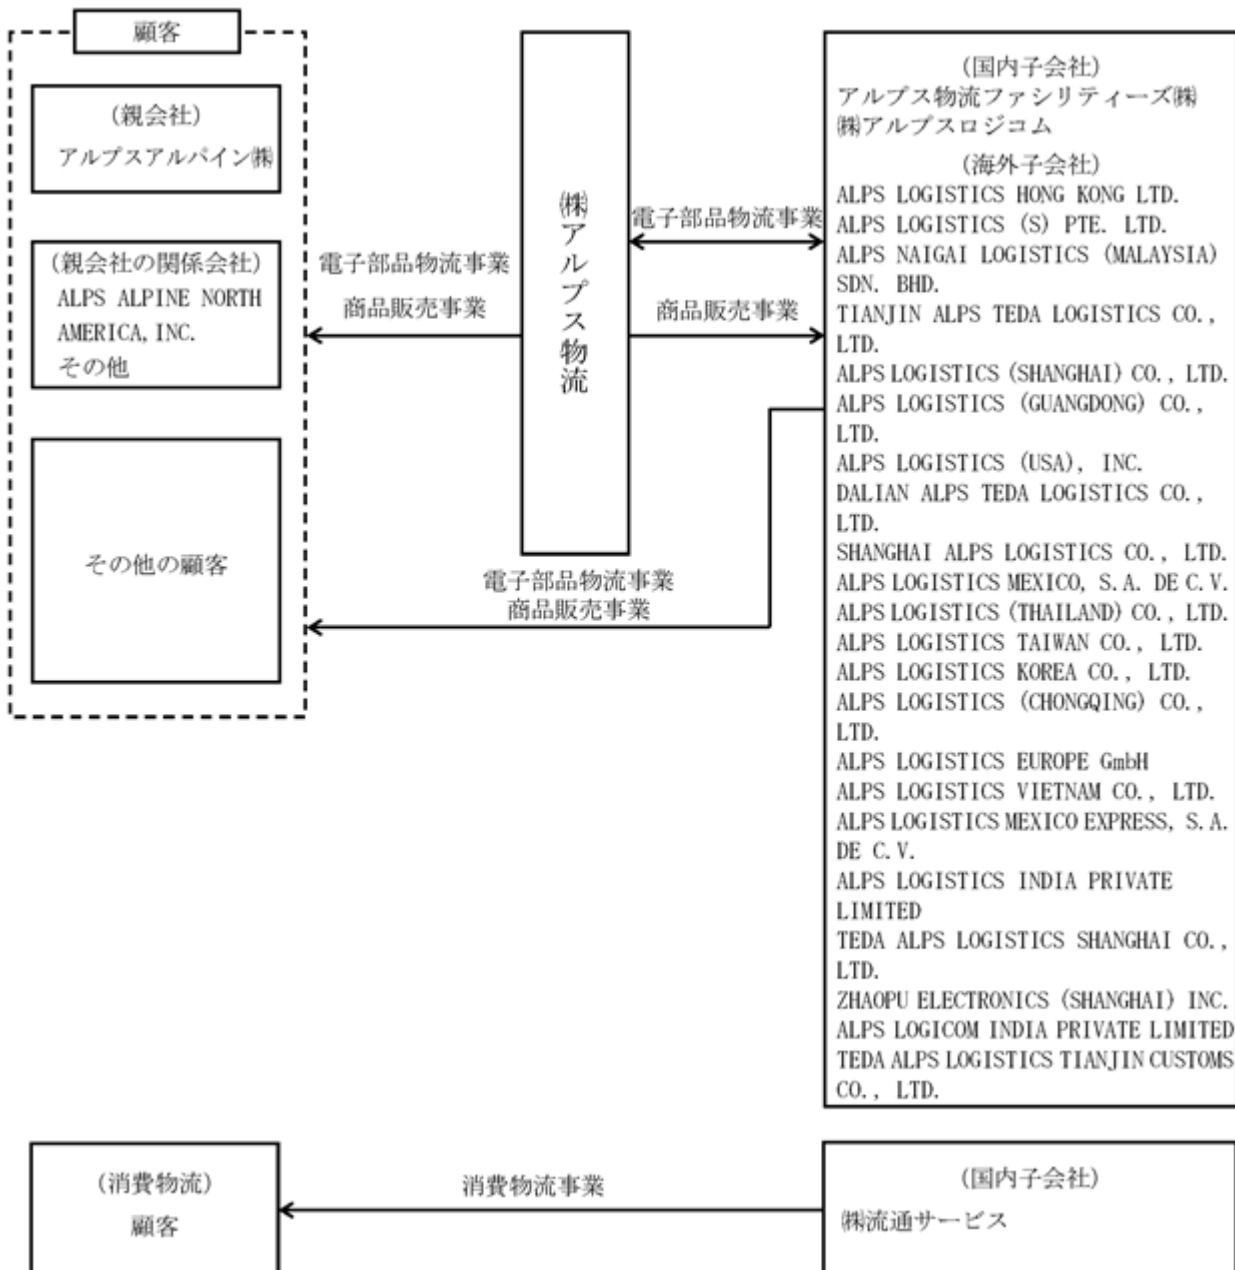 顧客
(親会社)
アルプスアルパイン㈱
(親会社の関係会社)
ALPS ALPINE NORTH
AMERICA, INC.
その他
その他の顧客
電子部品物流事業
商品販売事業
㈱アルプス物流
電子部品物流事業
商品販売事業
電子部品物流事業
商品販売事業
(国内子会社)
アルプス物流ファシリティーズ㈱
㈱アルプスロジコム
(海外子会社)
ALPS LOGISTICS HONG KONG LTD.
ALPS LOGISTICS (S) PTE. LTD.
ALPS NAIGAI LOGISTICS (MALAYSIA)
SDN. BHD.
TIANJIN ALPS TEDA LOGISTICS CO.,
LTD.
ALPS LOGISTICS (SHANGHAI) CO., LTD.
ALPS LOGISTICS (GUANGDONG) CO.,
LTD.
ALPS LOGISTICS (USA), INC.
DALIAN ALPS TEDA LOGISTICS CO.,
LTD.
SHANGHAI ALPS LOGISTICS CO., LTD.
ALPS LOGISTICS MEXICO, S.A. DE C.V.
ALPS LOGISTICS (THAILAND) CO., LTD.
ALPS LOGISTICS TAIWAN CO., LTD.
ALPS LOGISTICS KOREA CO., LTD.
ALPS LOGISTICS (CHONGQING) CO.,
LTD.
ALPS LOGISTICS EUROPE GmbH
ALPS LOGISTICS VIETNAM CO., LTD.
ALPS LOGISTICS MEXICO EXPRESS, S.A.
DE C.V.
ALPS LOGISTICS INDIA PRIVATE
LIMITED
TEDA ALPS LOGISTICS SHANGHAI CO.,
LTD.
ZHAOPU ELECTRONICS (SHANGHAI) INC.
ALPS LOGICOM INDIA PRIVATE LIMITED
TEDA ALPS LOGISTICS TIANJIN CUSTOMS
CO., LTD.
(消費物流)
顧客
消費物流事業
(国内子会社)
㈱流通サービス